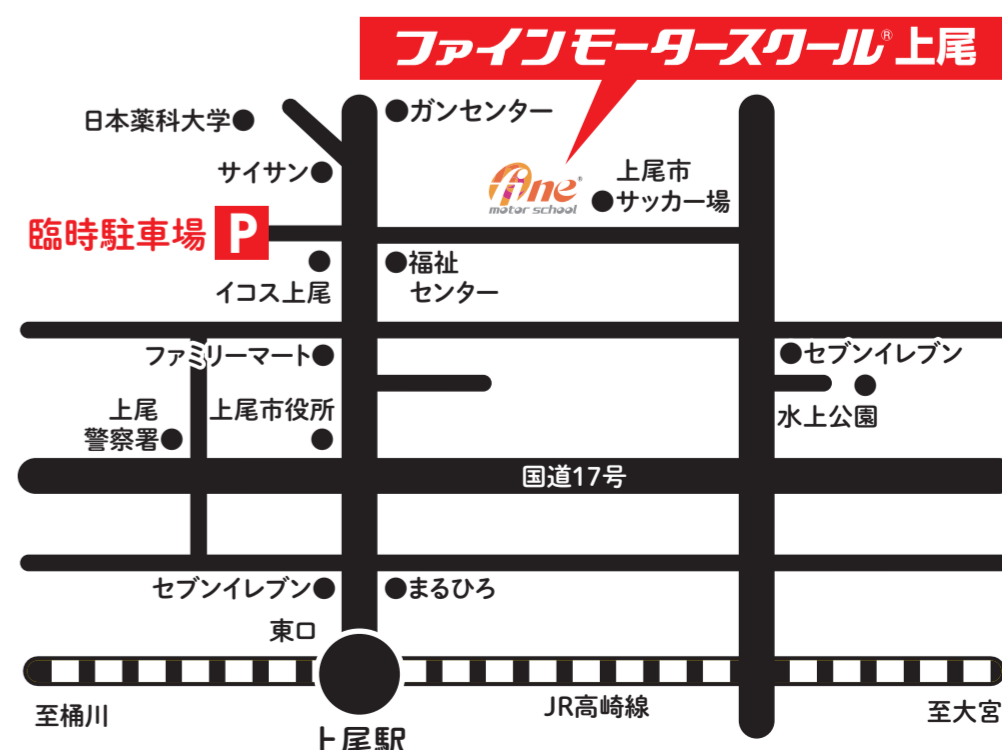 ファインモータースクール® 上尾
日本薬科大学
ガンセンター
サイサン
fine®
motor school
上尾市
サッカー場
臨時駐車場 P
イコス上尾
福祉
センター
ファミリーマート
セブンイレブン
上尾
警察署
上尾市役所
水上公園
国道17号
セブンイレブン
まるひろ
東口
至桶川
JR高崎線
至大宮
上尾駅